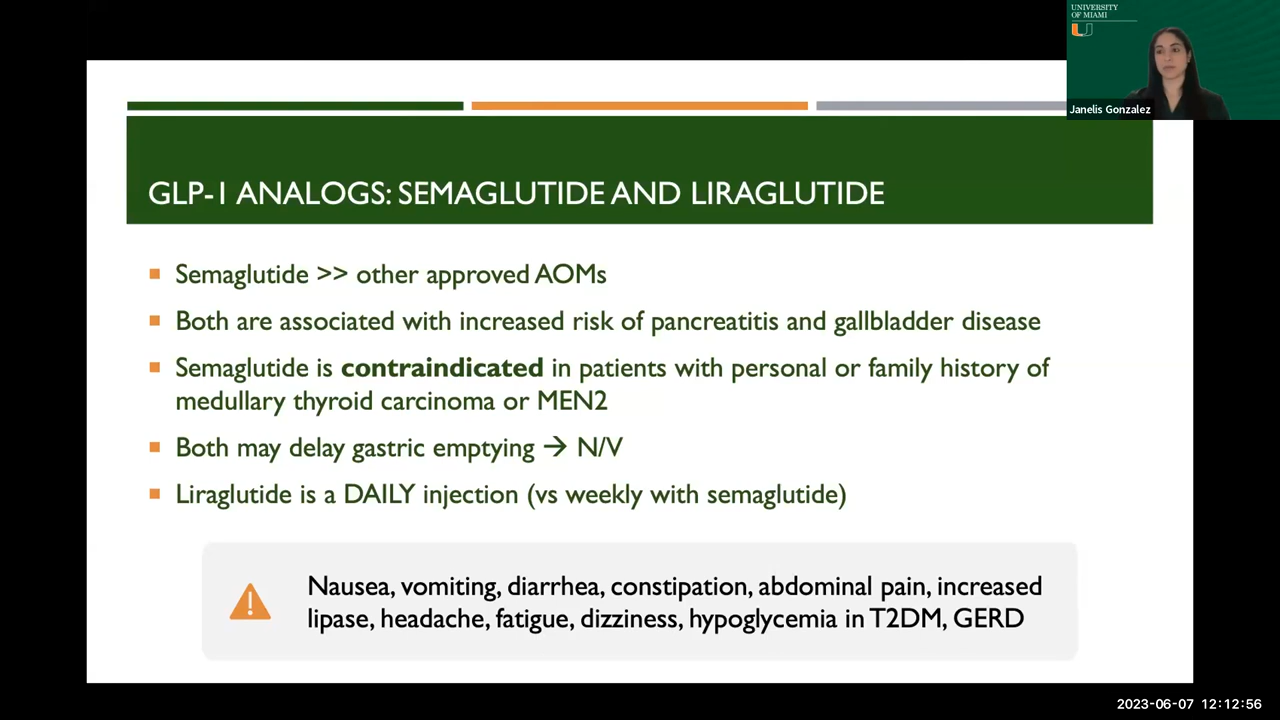 UNIVERSITY
OF MIAMI
Janelis Gonzalez
GLP-1 ANALOGS: SEMAGLUTIDE AND LIRAGLUTIDE
Semaglutide >> other approved AOMs
Both are associated with increased risk of pancreatitis and gallbladder disease
Semaglutide is contraindicated in patients with personal or family history of
medullary thyroid carcinoma or MEN2
Both may delay gastric emptying → N/V
Liraglutide is a DAILY injection (vs weekly with semaglutide)
Nausea, vomiting, diarrhea, constipation, abdominal pain, increased
lipase, headache, fatigue, dizziness, hypoglycemia in T2DM, GERD
2023-06-07 12:12:56